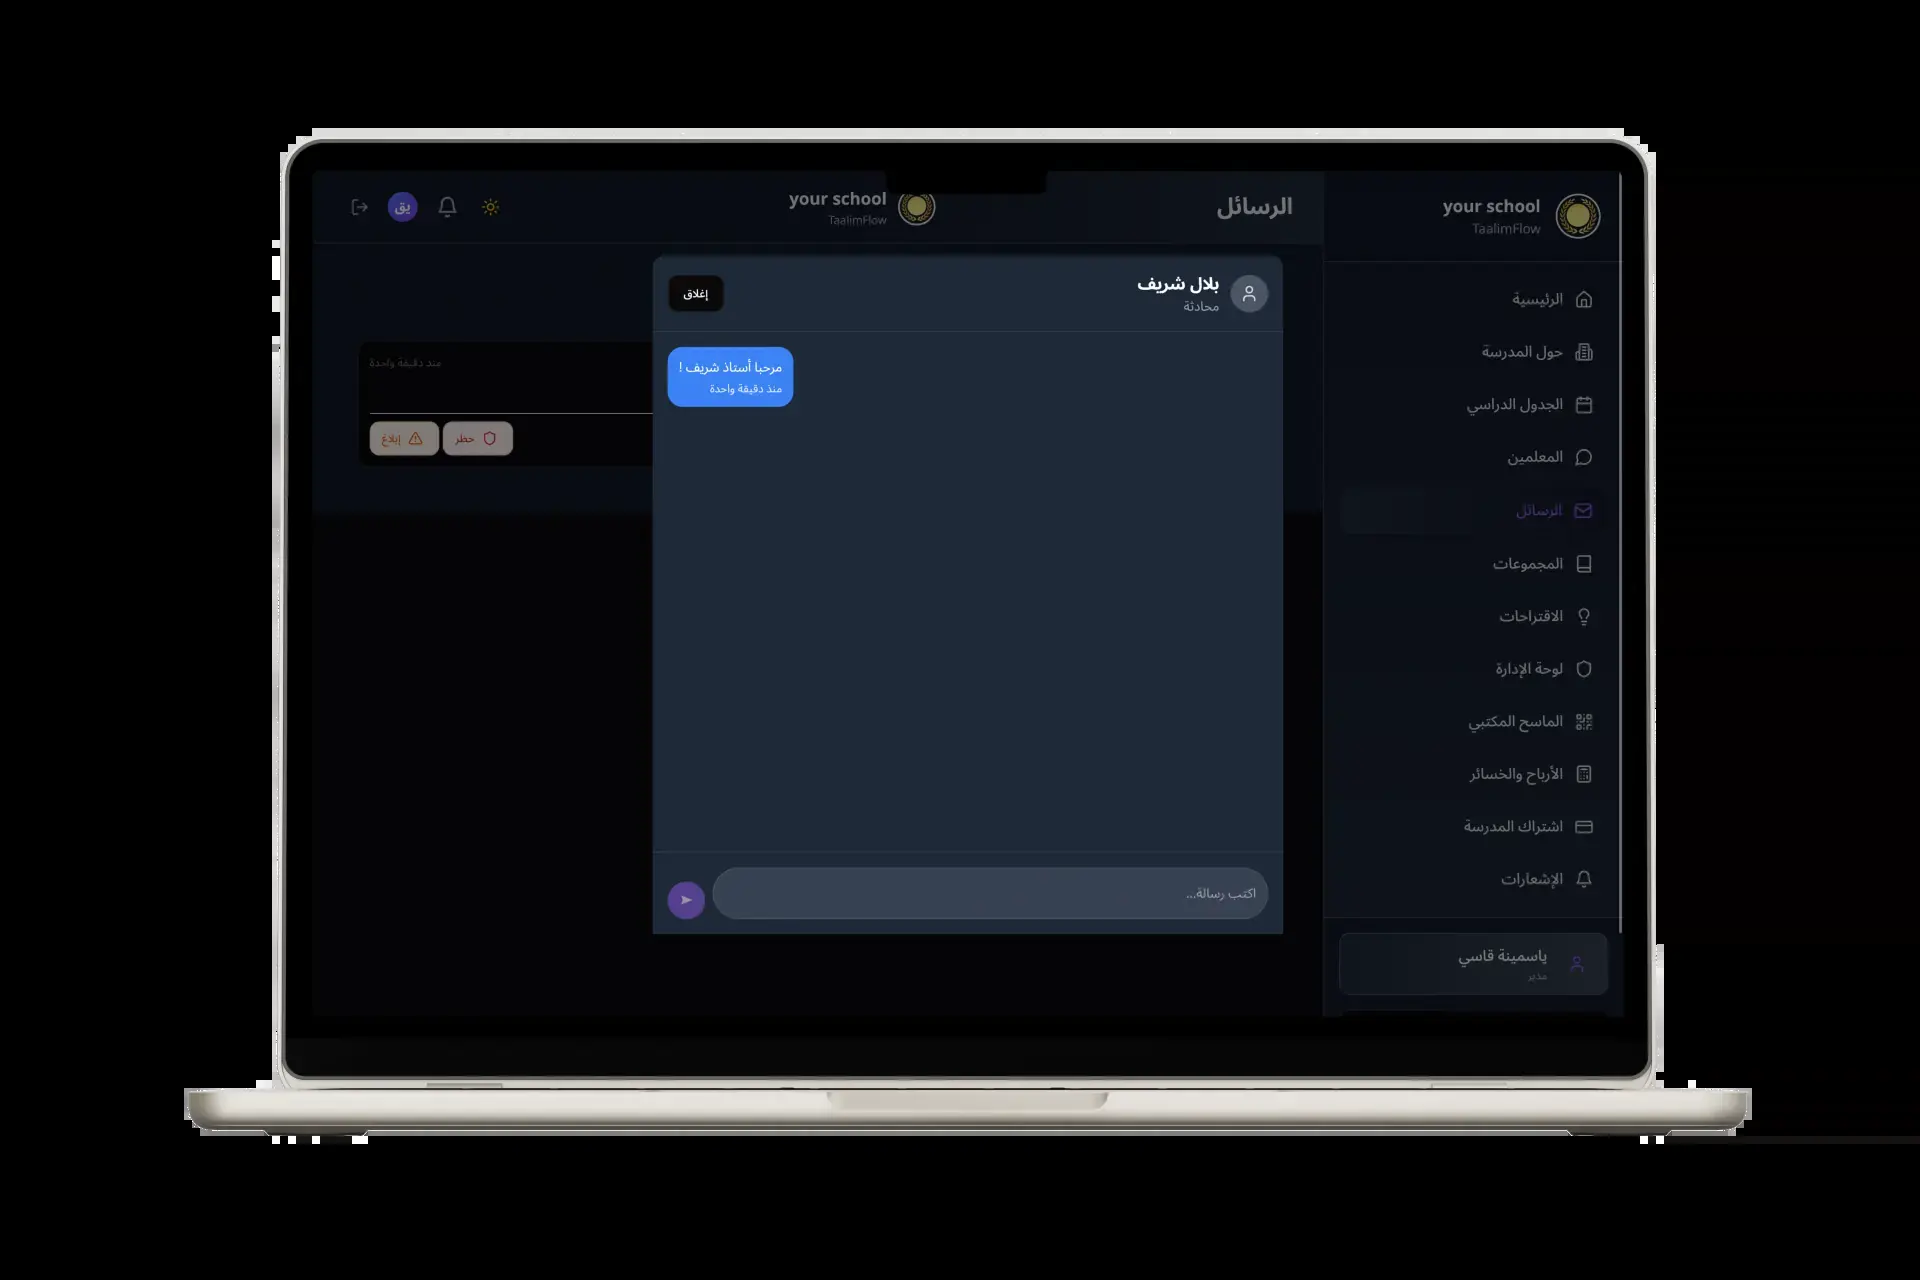 your school
TaalimFlow
الرئيسية
حول المدرسة
الجدول الدراسي
المعلمين
الرسائل
المجموعات
الاقتراحات
لوحة الإدارة
الماسح المكتبي
الأرباح والخسائر
اشتراك المدرسة
الإشعارات
ياسمينة قاسي
مدير
الرسائل
your school
TaalimFlow
يق
منذ دقيقة واحدة
حظر
إبلاغ
بلال شريف
محادثة
إغلاق
مرحبا أستاذ شريف !
منذ دقيقة واحدة
اكتب رسالة...